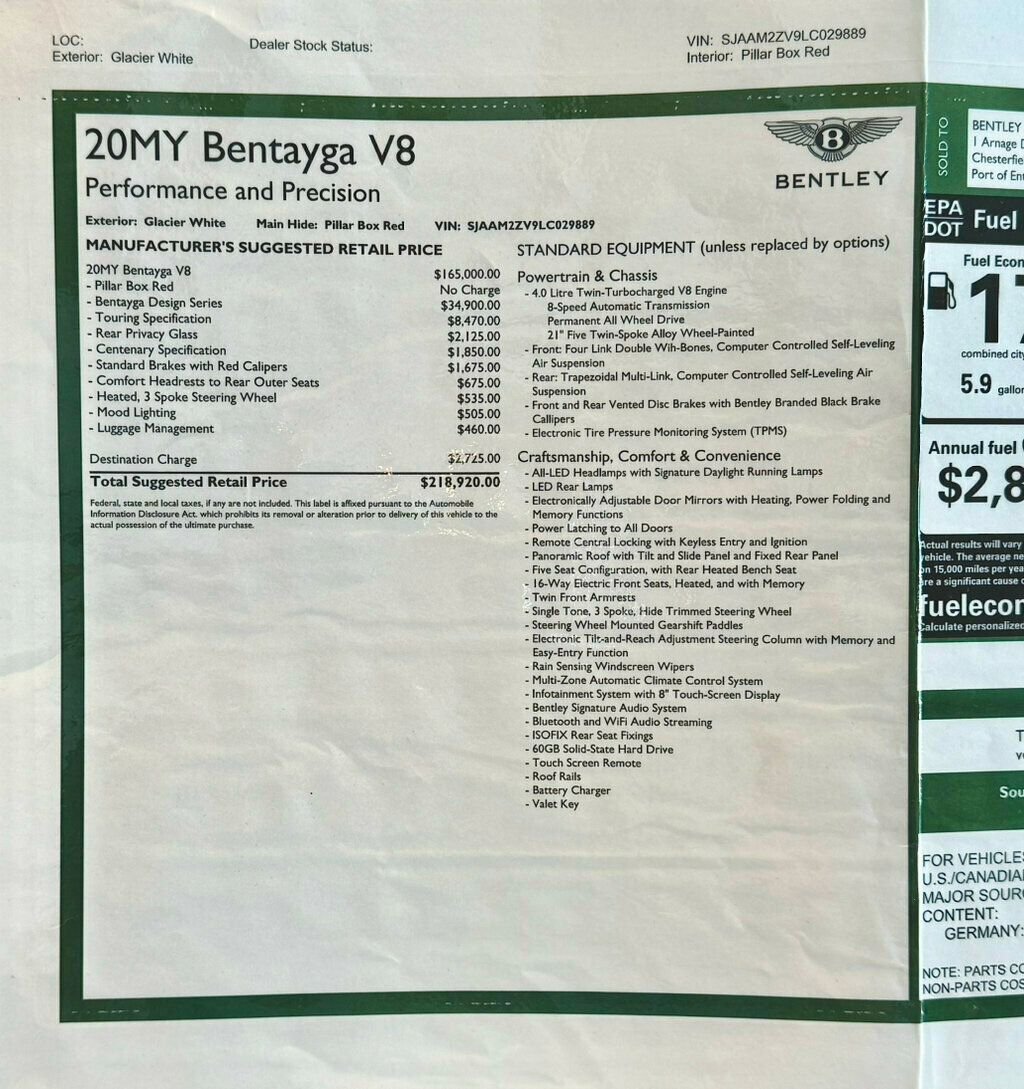 LOC:
Dealer Stock Status:
VIN: SJAAM2ZV9LC029889
Exterior: Glacier White
Interior: Pillar Box Red
20MY Bentayga V8
Performance and Precision
B
BENTLEY
Exterior: Glacier White Main Hide: Pillar Box Red VIN: SJAAM2ZV9LC029889
MANUFACTURER'S SUGGESTED RETAIL PRICE
20MY Bentayga V8 $165,000.00
- Pillar Box Red No Charge
- Bentayga Design Series $34,900.00
- Touring Specification $8,470.00
- Rear Privacy Glass $2,125.00
- Centenary Specification $1,850.00
- Standard Brakes with Red Calipers $1,675.00
- Comfort Headrests to Rear Outer Seats $675.00
- Heated, 3 Spoke Steering Wheel $535.00
- Mood Lighting $505.00
- Luggage Management $460.00
Destination Charge $2,725.00
Total Suggested Retail Price $218,920.00
Federal, state and local taxes, if any are not included. This label is affixed pursuant to the Automobile
Information Disclosure Act. which prohibits its removal or alteration prior to delivery of this vehicle to the
actual possession of the ultimate purchase.
STANDARD EQUIPMENT (unless replaced by options)
Powertrain & Chassis
- 4.0 Litre Twin-Turbocharged V8 Engine
8-Speed Automatic Transmission
Permanent All Wheel Drive
21" Five Twin-Spoke Alloy Wheel-Painted
- Front: Four Link Double Wih-Bones, Computer Controlled Self-Leveling
Air Suspension
- Rear: Trapezoidal Multi-Link, Computer Controlled Self-Leveling Air
Suspension
- Front and Rear Vented Disc Brakes with Bentley Branded Black Brake
Callipers
- Electronic Tire Pressure Monitoring System (TPMS)
Craftsmanship, Comfort & Convenience
- All-LED Headlamps with Signature Daylight Running Lamps
- LED Rear Lamps
- Electronically Adjustable Door Mirrors with Heating, Power Folding and
Memory Functions
- Power Latching to All Doors
- Remote Central Locking with Keyless Entry and Ignition
- Panoramic Roof with Tilt and Slide Panel and Fixed Rear Panel
- Five Seat Configuration, with Rear Heated Bench Seat
- 16-Way Electric Front Seats, Heated, and with Memory
- Twin Front Armrests
- Single Tone, 3 Spoke, Hide Trimmed Steering Wheel
- Steering Wheel Mounted Gearshift Paddles
- Electronic Tilt-and-Reach Adjustment Steering Column with Memory and
Easy-Entry Function
- Rain Sensing Windscreen Wipers
- Multi-Zone Automatic Climate Control System
- Infotainment System with 8" Touch-Screen Display
- Bentley Signature Audio System
- Bluetooth and WiFi Audio Streaming
- ISOFIX Rear Seat Fixings
- 60GB Solid-State Hard Drive
- Touch Screen Remote
- Roof Rails
- Battery Charger
- Valet Key
SOLD TO
BENTLEY
1 Arnage
Chesterfie
Port of En
EPA
DOT Fuel
Fuel Econ
17
combined city
5.9 gallon
Annual fuel
$2,8
Actual results will vary
vehicle. The average ne
on 15,000 miles per yea
are a significant cause
fuelecon
Calculate personalized
T
Sou
FOR VEHICLES
U.S./CANADIA
MAJOR SOUR
CONTENT:
GERMANY:
NOTE: PARTS CO
NON-PARTS COS